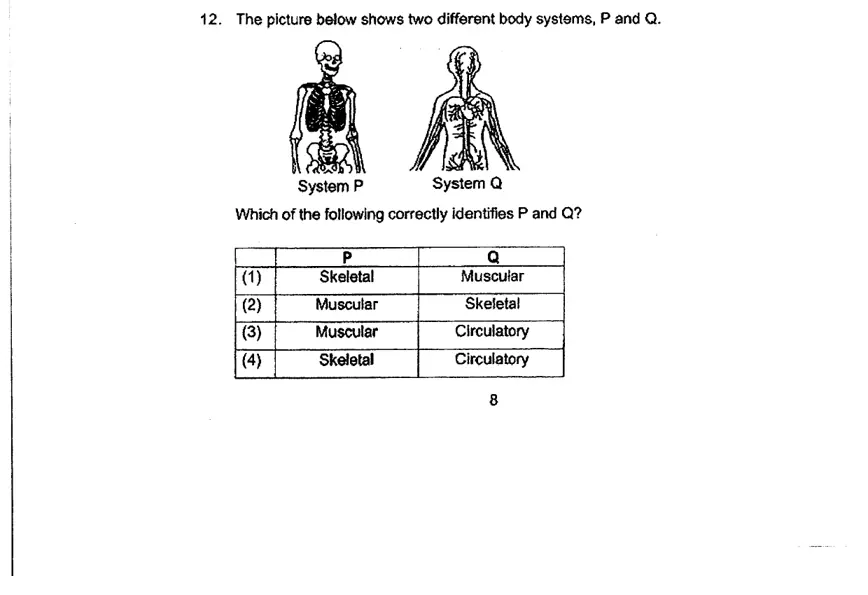 12. The picture below shows two different body systems, P and Q.
System P System Q
Which of the following correctly identifies P and Q?
P Q
(1) Skeletal Muscular
(2) Muscular Skeletal
(3) Muscular Circulatory
(4) Skeletal Circulatory
8